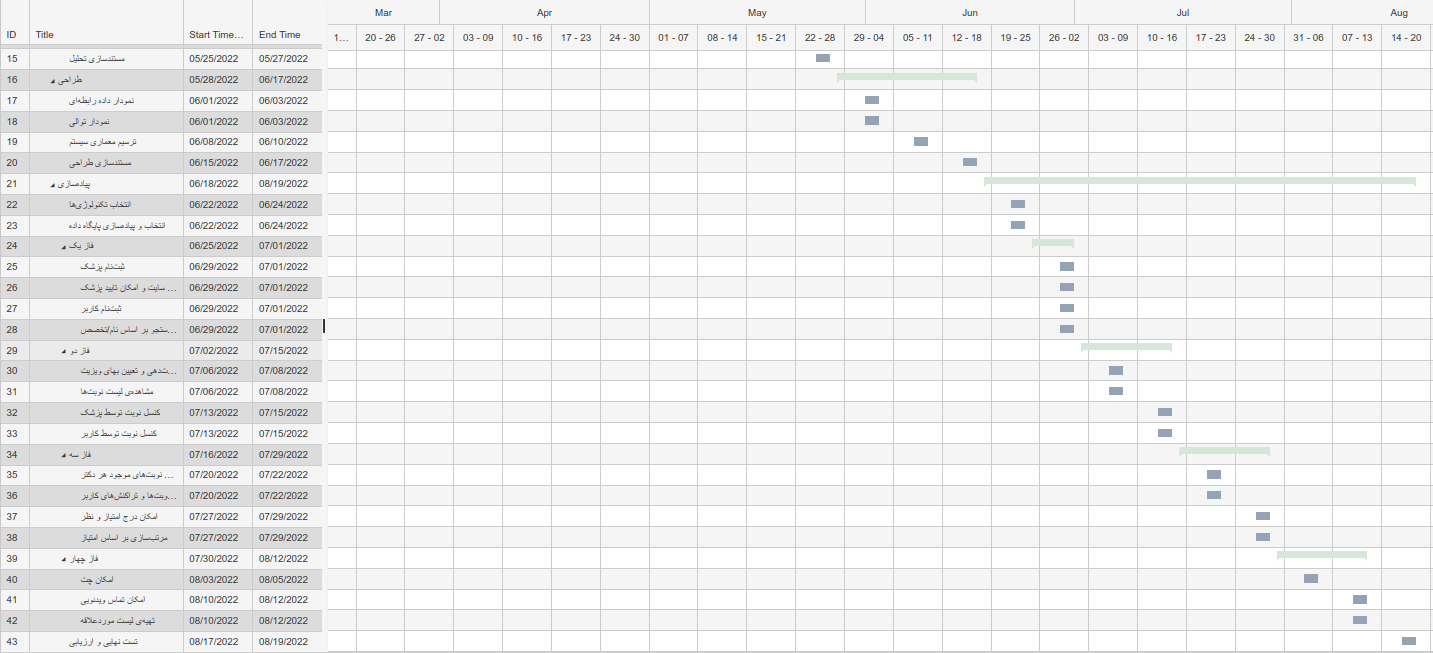 Mar Apr May Jun Jul Aug
ID Title Start Time... End Time 1... 20 - 26 27 - 02 03 - 09 10 - 16 17 - 23 24 - 30 01 - 07 08 - 14 15 - 21 22 - 28 29 - 04 05 - 11 12 - 18 19 - 25 26 - 02 03 - 09 10 - 16 17 - 23 24 - 30 31 - 06 07 - 13 14 - 20
15 مستندسازی تحلیل 05/25/2022 05/27/2022
16 طراحی 05/28/2022 06/17/2022
17 نمودار داده رابطه‌ای 06/01/2022 06/03/2022
18 نمودار توالی 06/01/2022 06/03/2022
19 ترسیم معماری سیستم 06/08/2022 06/10/2022
20 مستندسازی طراحی 06/15/2022 06/17/2022
21 پیاده‌سازی 06/18/2022 08/19/2022
22 انتخاب تکنولوژی‌ها 06/22/2022 06/24/2022
23 انتخاب و پیاده‌سازی پایگاه داده 06/22/2022 06/24/2022
24 فاز یک 06/25/2022 07/01/2022
25 ثبت‌نام پزشک 06/29/2022 07/01/2022
26 ... سایت و امکان تایید پزشک 06/29/2022 07/01/2022
27 ثبت‌نام کاربر 06/29/2022 07/01/2022
28 ...ستجو بر اساس نام/تخصص 06/29/2022 07/01/2022
29 فاز دو 07/02/2022 07/15/2022
30 ...ت‌دهی و تعیین بهای ویزیت 07/06/2022 07/08/2022
31 مشاهده‌ی لیست نوبت‌ها 07/06/2022 07/08/2022
32 کنسل نوبت توسط پزشک 07/13/2022 07/15/2022
33 کنسل نوبت توسط کاربر 07/13/2022 07/15/2022
34 فاز سه 07/16/2022 07/29/2022
35 ... نوبت‌های موجود هر دکتر 07/20/2022 07/22/2022
36 ...وبت‌ها و تراکنش‌های کاربر 07/20/2022 07/22/2022
37 امکان درج امتیاز و نظر 07/27/2022 07/29/2022
38 مرتب‌سازی بر اساس امتیاز 07/27/2022 07/29/2022
39 فاز چهار 07/30/2022 08/12/2022
40 امکان چت 08/03/2022 08/05/2022
41 امکان تماس ویدئویی 08/10/2022 08/12/2022
42 تهیه‌ی لیست موردعلاقه 08/10/2022 08/12/2022
43 تست نهایی و ارزیابی 08/17/2022 08/19/2022